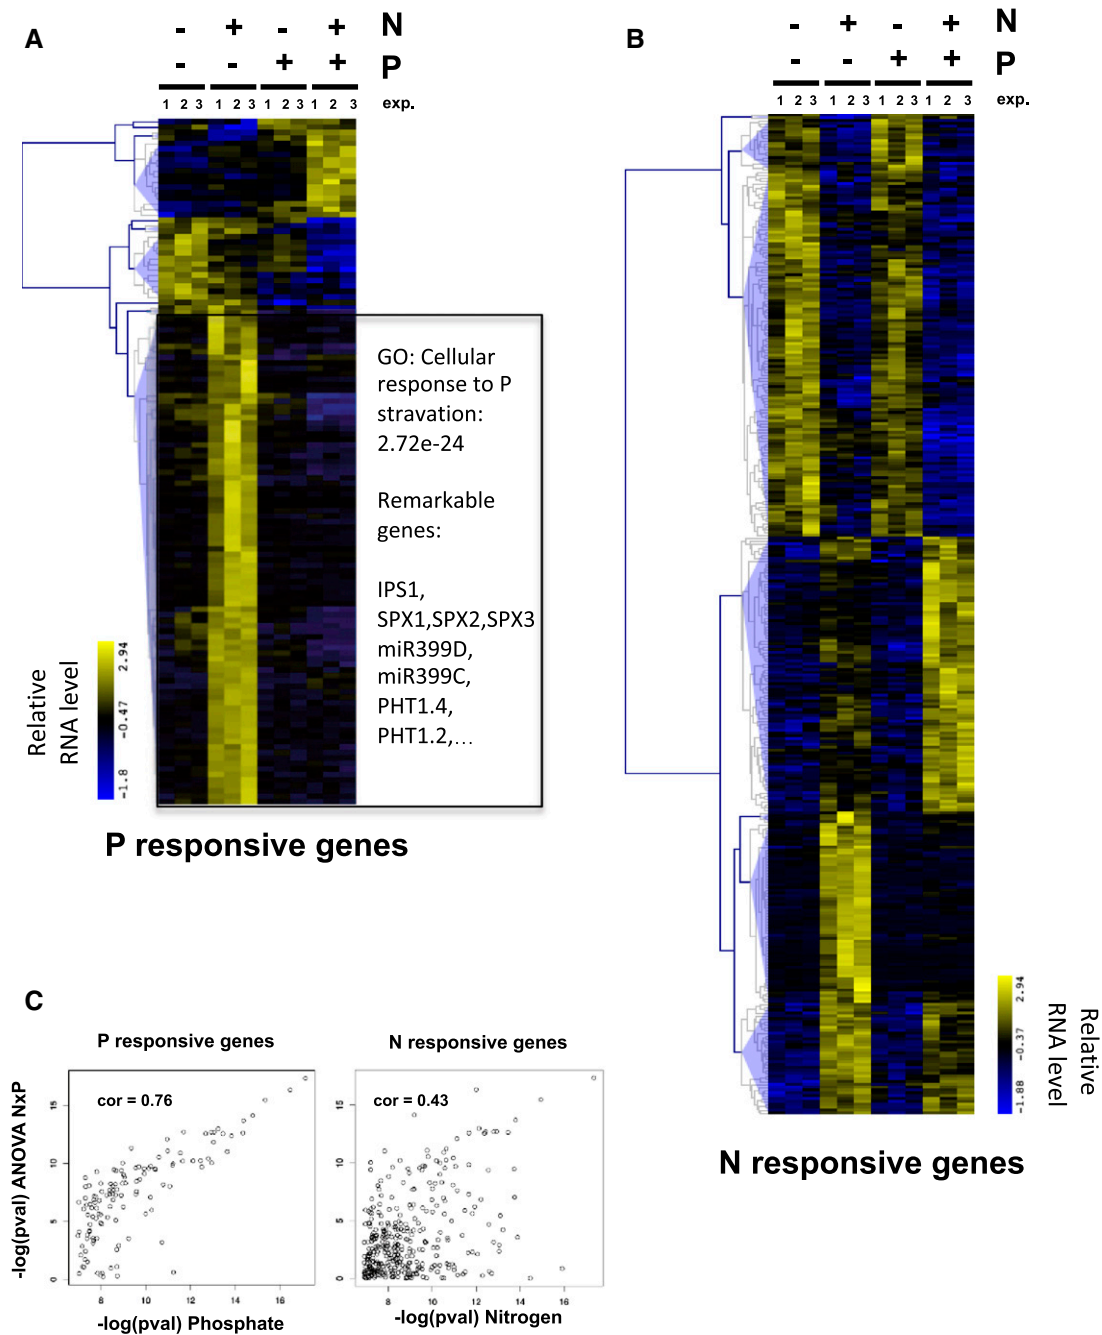 A
- + - + N
- - + + P
1 2 3 1 2 3 1 2 3 1 2 3 exp.
GO: Cellular
response to P
stravation:
2.72e-24
Remarkable
genes:
IPS1,
SPX1,SPX2,SPX3
miR399D,
miR399C,
PHT1.4,
PHT1.2,...
Relative
RNA level
2.94
-0.47
-1.8
P responsive genes
B
- + - + N
- - + + P
1 2 3 1 2 3 1 2 3 1 2 3 exp.
2.94
-0.37
-1.88
Relative
RNA level
N responsive genes
C
P responsive genes
cor = 0.76
-log(pval) ANOVA NxP
15
10
5
0
8 10 12 14 16
-log(pval) Phosphate
N responsive genes
cor = 0.43
15
10
5
0
8 10 12 14 16
-log(pval) Nitrogen